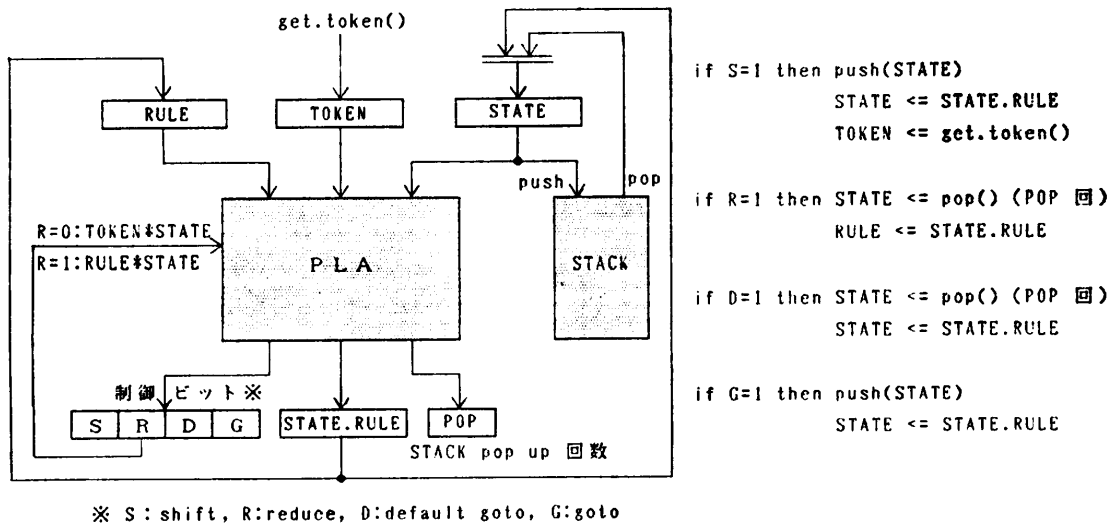 get.token()
RULE
TOKEN
STATE
push
pop
R=0:TOKEN*STATE
R=1:RULE*STATE
PLA
STACK
制御 ビット※
S R D G
STATE.RULE
POP
STACK pop up 回数
※ S:shift, R:reduce, D:default goto, G:goto
if S=1 then push(STATE)
STATE <= STATE.RULE
TOKEN <= get.token()
if R=1 then STATE <= pop() (POP 回)
RULE <= STATE.RULE
if D=1 then STATE <= pop() (POP 回)
STATE <= STATE.RULE
if G=1 then push(STATE)
STATE <= STATE.RULE